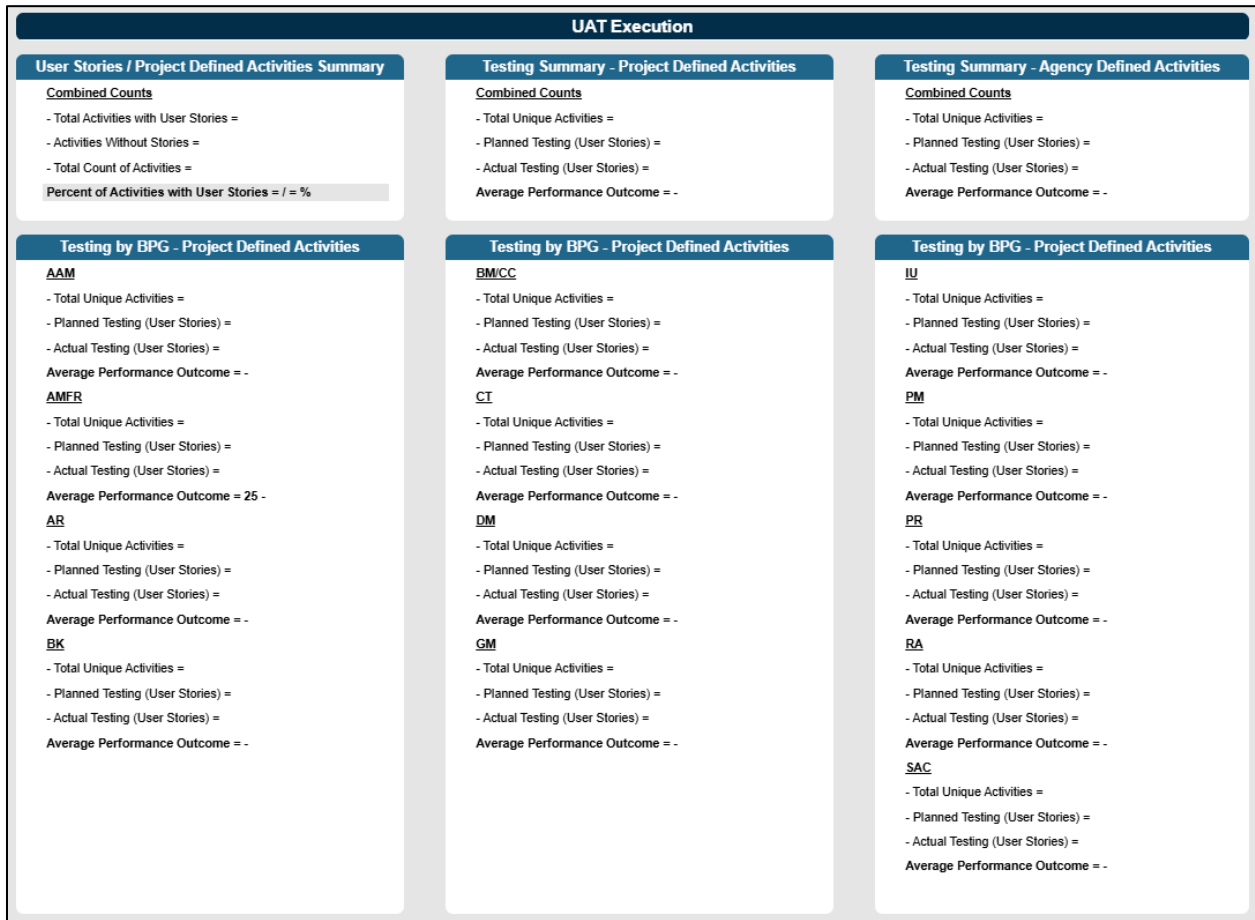 UAT Execution
User Stories / Project Defined Activities Summary
Combined Counts
- Total Activities with User Stories =
- Activities Without Stories =
- Total Count of Activities =
Percent of Activities with User Stories = / = %
Testing Summary - Project Defined Activities
Combined Counts
- Total Unique Activities =
- Planned Testing (User Stories) =
- Actual Testing (User Stories) =
Average Performance Outcome = -
Testing Summary - Agency Defined Activities
Combined Counts
- Total Unique Activities =
- Planned Testing (User Stories) =
- Actual Testing (User Stories) =
Average Performance Outcome = -
Testing by BPG - Project Defined Activities
AAM
- Total Unique Activities =
- Planned Testing (User Stories) =
- Actual Testing (User Stories) =
Average Performance Outcome = -
AMFR
- Total Unique Activities =
- Planned Testing (User Stories) =
- Actual Testing (User Stories) =
Average Performance Outcome = 25 -
AR
- Total Unique Activities =
- Planned Testing (User Stories) =
- Actual Testing (User Stories) =
Average Performance Outcome = -
BK
- Total Unique Activities =
- Planned Testing (User Stories) =
- Actual Testing (User Stories) =
Average Performance Outcome = -
Testing by BPG - Project Defined Activities
BM/CC
- Total Unique Activities =
- Planned Testing (User Stories) =
- Actual Testing (User Stories) =
Average Performance Outcome = -
CT
- Total Unique Activities =
- Planned Testing (User Stories) =
- Actual Testing (User Stories) =
Average Performance Outcome = -
DM
- Total Unique Activities =
- Planned Testing (User Stories) =
- Actual Testing (User Stories) =
Average Performance Outcome = -
GM
- Total Unique Activities =
- Planned Testing (User Stories) =
- Actual Testing (User Stories) =
Average Performance Outcome = -
Testing by BPG - Project Defined Activities
IU
- Total Unique Activities =
- Planned Testing (User Stories) =
- Actual Testing (User Stories) =
Average Performance Outcome = -
PM
- Total Unique Activities =
- Planned Testing (User Stories) =
- Actual Testing (User Stories) =
Average Performance Outcome = -
PR
- Total Unique Activities =
- Planned Testing (User Stories) =
- Actual Testing (User Stories) =
Average Performance Outcome = -
RA
- Total Unique Activities =
- Planned Testing (User Stories) =
- Actual Testing (User Stories) =
Average Performance Outcome = -
SAC
- Total Unique Activities =
- Planned Testing (User Stories) =
- Actual Testing (User Stories) =
Average Performance Outcome = -